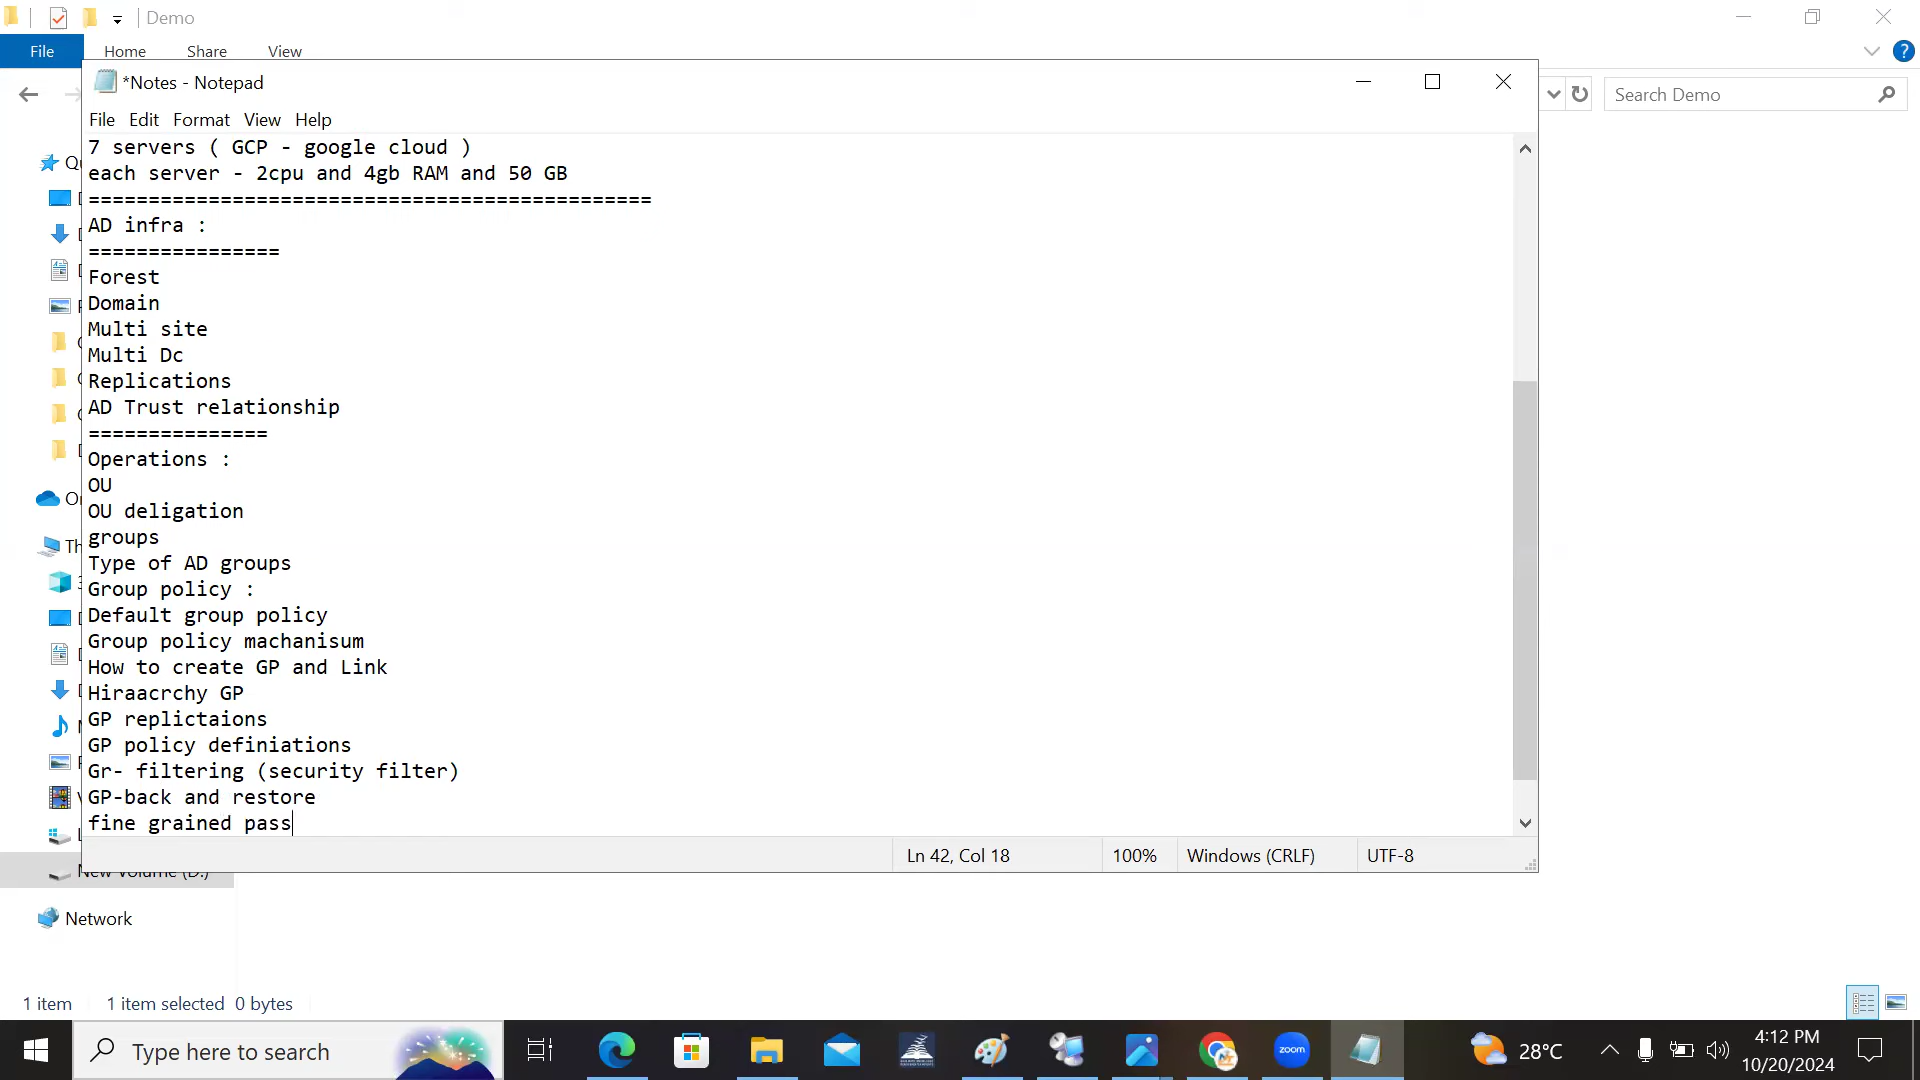 Demo
File Home Share View
*Notes - Notepad
Search Demo
File Edit Format View Help
7 servers ( GCP - google cloud )
each server - 2cpu and 4gb RAM and 50 GB
===============================================
AD infra :
================
Forest
Domain
Multi site
Multi Dc
Replications
AD Trust relationship
===============
Operations :
OU
OU deligation
groups
Type of AD groups
Group policy :
Default group policy
Group policy machanisum
How to create GP and Link
Hiraacrchy GP
GP replictaions
GP policy definiations
Gr- filtering (security filter)
GP-back and restore
fine grained pass
Ln 42, Col 18 100% Windows (CRLF) UTF-8
New Volume (D:)
Network
1 item 1 item selected 0 bytes
Type here to search
zoom
28°C
4:12 PM
10/20/2024